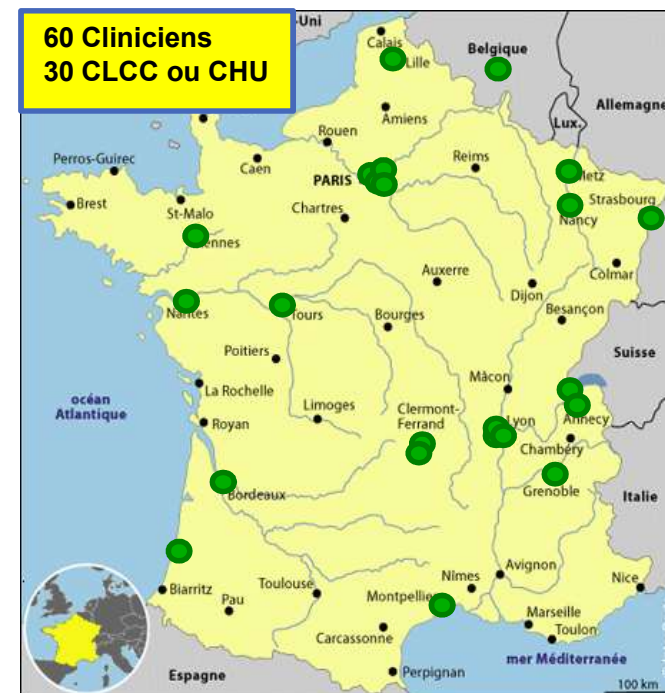 60 Cliniciens
30 CLCC ou CHU
-Uni
Calais
Belgique
Lille
Allemagne
Amiens
Lux.
Rouen
Reims
Metz
Perros-Guirec
Caen
PARIS
Strasbourg
Brest
St-Malo
Chartres
Nancy
Rennes
Auxerre
Colmar
Dijon
Besançon
Nantes
Tours
Bourges
Suisse
Poitiers
Mâcon
océan
Atlantique
La Rochelle
Limoges
Clermont-
Ferrand
Lyon
Annecy
Royan
Chambéry
Bordeaux
Grenoble
Italie
Avignon
Biarritz
Pau
Toulouse
Montpellier
Nîmes
Nice
Marseille
Carcassonne
Toulon
mer Méditerranée
Espagne
Perpignan
100 km